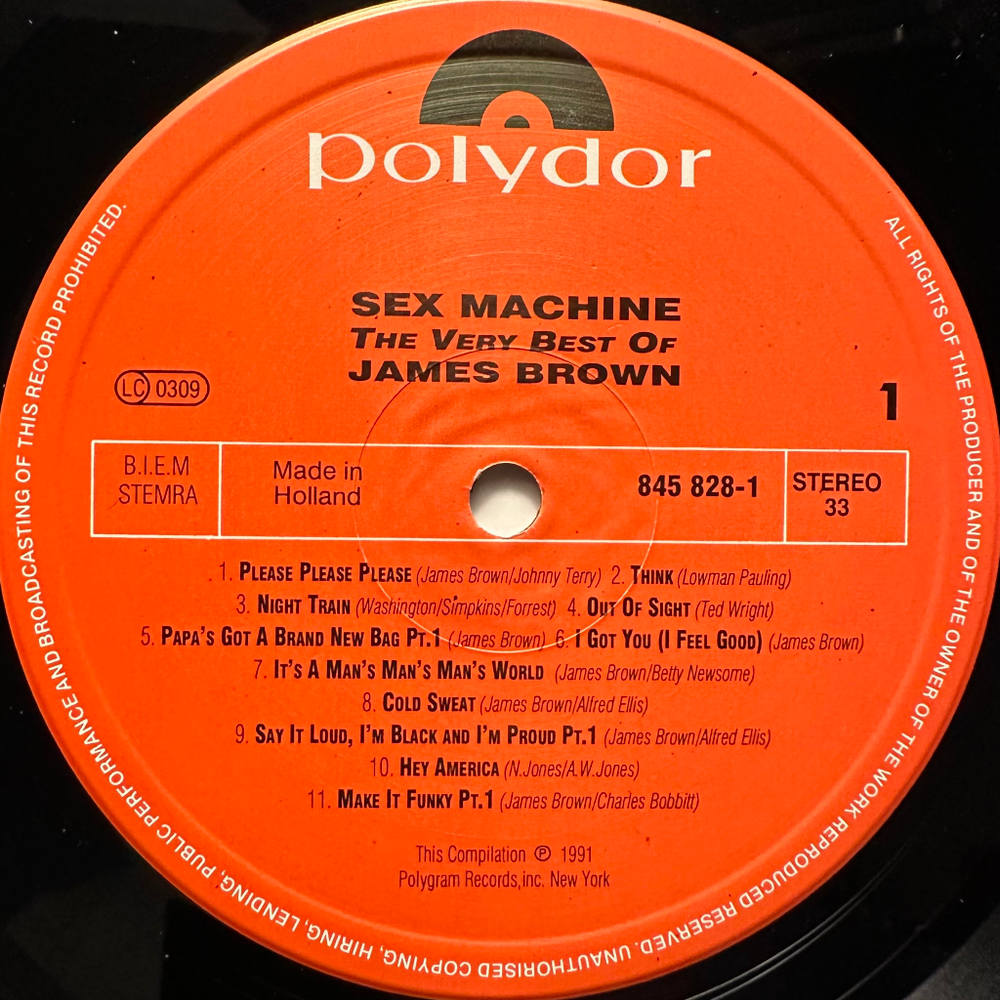 polydor
SEX MACHINE
THE VERY BEST OF
JAMES BROWN
LC 0309
1
B.I.E.M
STEMRA
Made in
Holland
845 828-1
STEREO
33
1. PLEASE PLEASE PLEASE (James Brown/Johnny Terry) 2. THINK (Lowman Pauling)
3. NIGHT TRAIN (Washington/Simpkins/Forrest) 4. OUT OF SIGHT (Ted Wright)
5. PAPA'S GOT A BRAND NEW BAG PT.1 (James Brown) 6. I GOT YOU (I FEEL GOOD) (James Brown)
7. IT'S A MAN'S MAN'S MAN'S WORLD (James Brown/Betty Newsome)
8. COLD SWEAT (James Brown/Alfred Ellis)
9. SAY IT LOUD, I'M BLACK AND I'M PROUD PT.1 (James Brown/Alfred Ellis)
10. HEY AMERICA (N.Jones/A.W.Jones)
11. MAKE IT FUNKY PT.1 (James Brown/Charles Bobbitt)
This Compilation ℗ 1991
Polygram Records,inc. New York
ALL RIGHTS OF THE PRODUCER AND OF THE OWNER OF THE WORK REPRODUCED RESERVED. UNAUTHORISED COPYING, HIRING, LENDING, PUBLIC PERFORMANCE AND BROADCASTING OF THIS RECORD PROHIBITED.